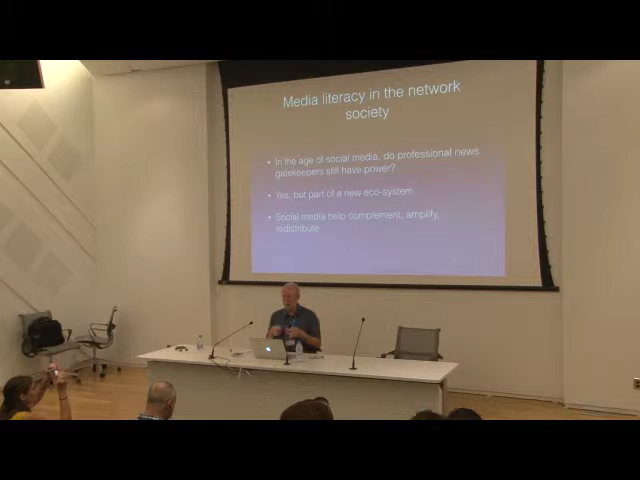 Media literacy in the network
society
• In the age of social media, do professional news
gatekeepers still have power?
• Yes, but part of a new eco-system
• Social media help complement, amplify,
redistribute